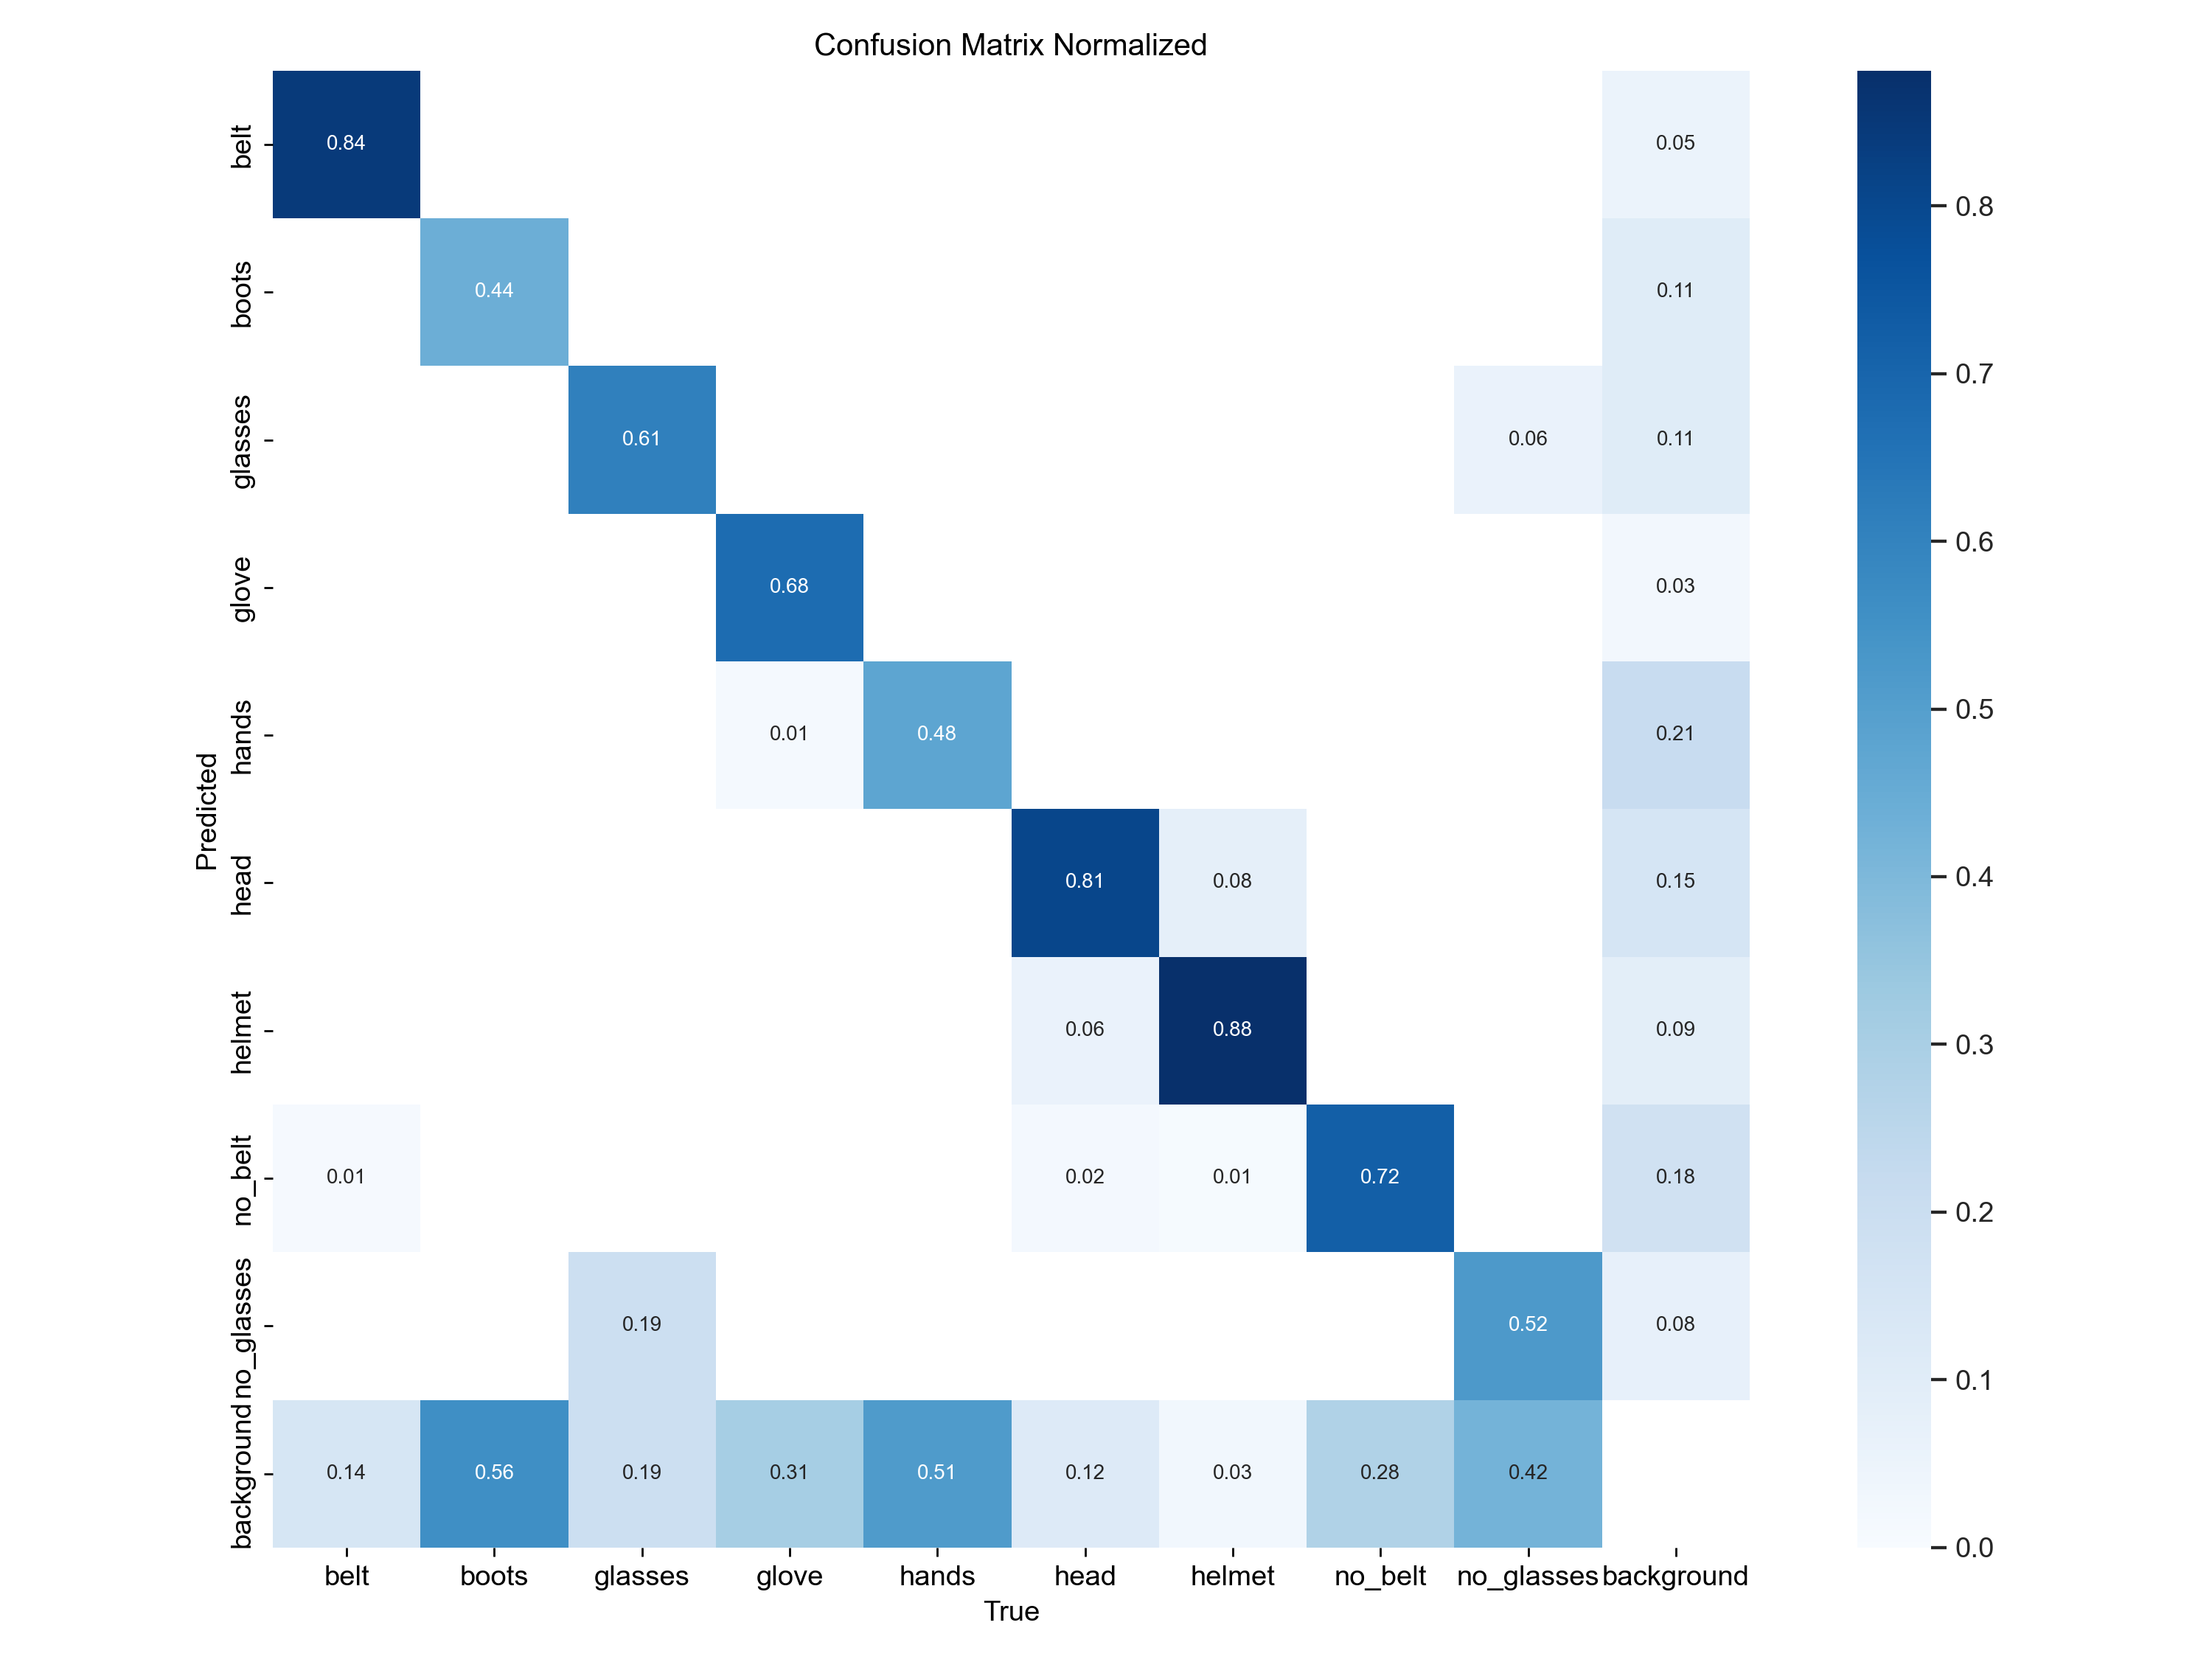 Confusion Matrix Normalized
belt 0.84 0.05
boots 0.44 0.11
glasses 0.61 0.06 0.11
glove 0.68 0.03
hands 0.01 0.48 0.21
head 0.81 0.08 0.15
helmet 0.06 0.88 0.09
no_belt 0.01 0.02 0.01 0.72 0.18
no_glasses 0.19 0.52 0.08
background 0.14 0.56 0.19 0.31 0.51 0.12 0.03 0.28 0.42
belt boots glasses glove hands head helmet no_belt no_glasses background
True
Predicted
0.8
0.7
0.6
0.5
0.4
0.3
0.2
0.1
0.0